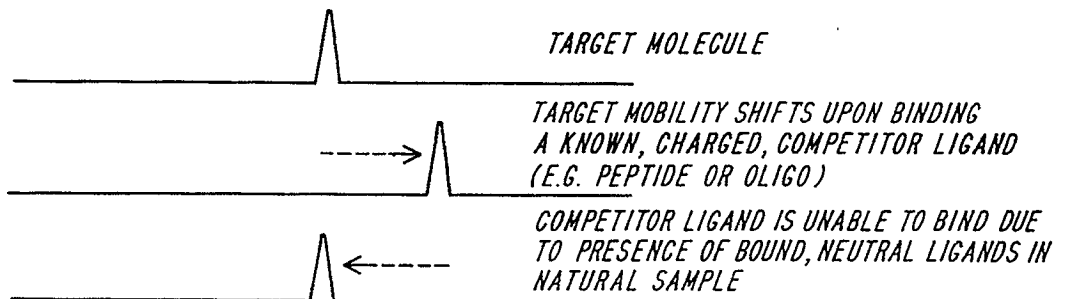 TARGET MOLECULE
TARGET MOBILITY SHIFTS UPON BINDING
A KNOWN, CHARGED, COMPETITOR LIGAND
(E.G. PEPTIDE OR OLIGO)
COMPETITOR LIGAND IS UNABLE TO BIND DUE
TO PRESENCE OF BOUND, NEUTRAL LIGANDS IN
NATURAL SAMPLE